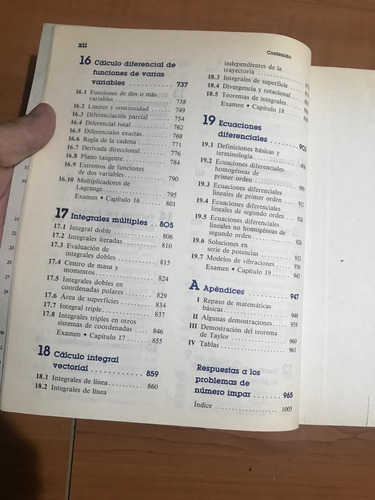 xii
Contenido
16 Cálculo diferencial de
funciones de varias
variables 737
16.1 Funciones de dos o más
variables 738
16.2 Límites y continuidad 749
16.3 Diferenciación parcial 754
16.4 Diferencial total 762
16.5 Diferenciales exactas 768
16.6 Regla de la cadena 771
16.7 Derivada direccional 776
16.8 Plano tangente 784
16.9 Extremos de funciones
de dos variables 790
16.10 Multiplicadores de
Lagrange 795
Examen • Capítulo 16 801
17 Integrales múltiples 805
17.1 Integral doble 806
17.2 Integrales iteradas 810
17.3 Evaluación de
integrales dobles 815
17.4 Centro de masa y
momentos 824
17.5 Integrales dobles en
coordenadas polares 829
17.6 Área de superficies 834
17.7 Integral triple 837
17.8 Integrales triples en otros
sistemas de coordenadas 846
Examen • Capítulo 17 855
18 Cálculo integral
vectorial 859
18.1 Integrales de línea 860
18.2 Integrales de línea
independientes de la
trayectoria
18.3 Integrales de superficie
18.4 Divergencia y rotacional
18.5 Teoremas de integrales
Examen • Capítulo 18
19 Ecuaciones
diferenciales
19.1 Definiciones básicas y
terminología
19.2 Ecuaciones diferenciales
homogéneas de
primer orden
19.3 Ecuaciones diferenciales
lineales de primer orden
19.4 Ecuaciones diferenciales
lineales de segundo orden
19.5 Ecuaciones diferenciales
lineales no homogéneas de
segundo orden
19.6 Soluciones en
serie de potencias 932
19.7 Modelos de vibraciones 936
Examen • Capítulo 19 945
A Apéndices 947
I Repaso de matemáticas
básicas 948
II Algunas demostraciones 951
III Demostración del teorema
de Taylor 960
IV Tablas 961
Respuestas a los
problemas de
número impar 965
Índice 1005